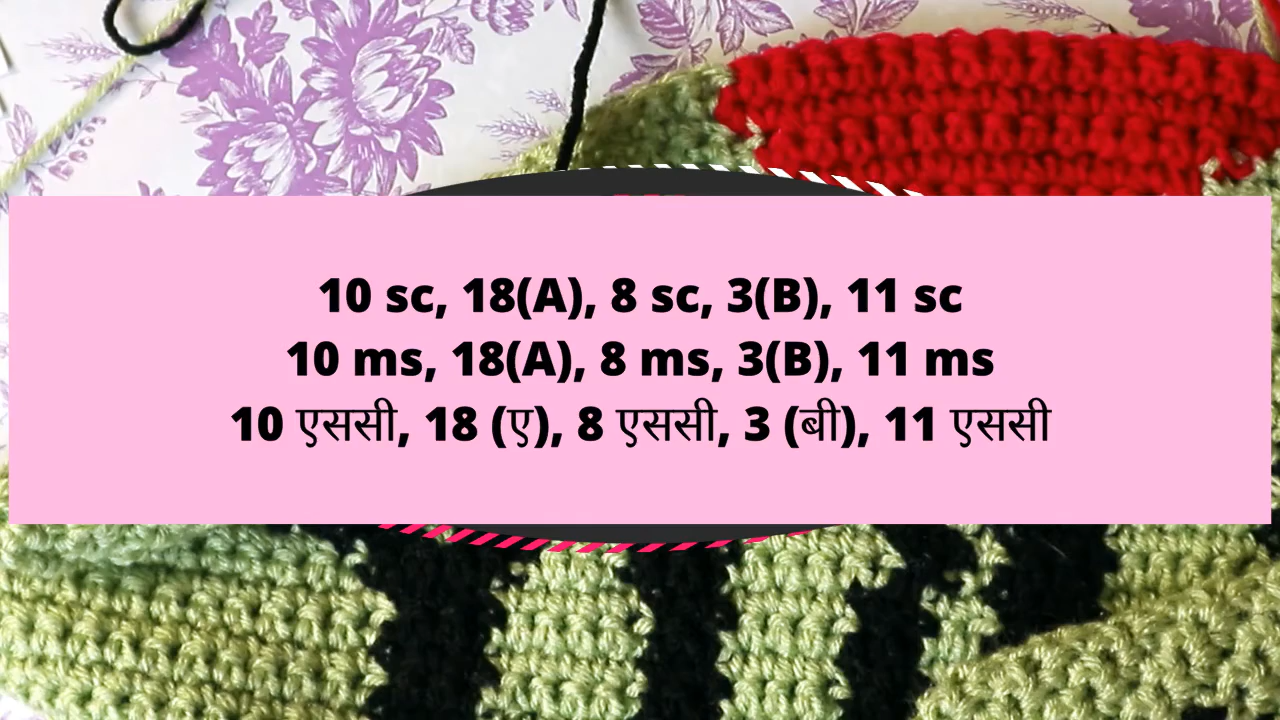 10 sc, 18(A), 8 sc, 3(B), 11 sc
10 ms, 18(A), 8 ms, 3(B), 11 ms
10 एससी, 18 (ए), 8 एससी, 3 (बी), 11 एससी